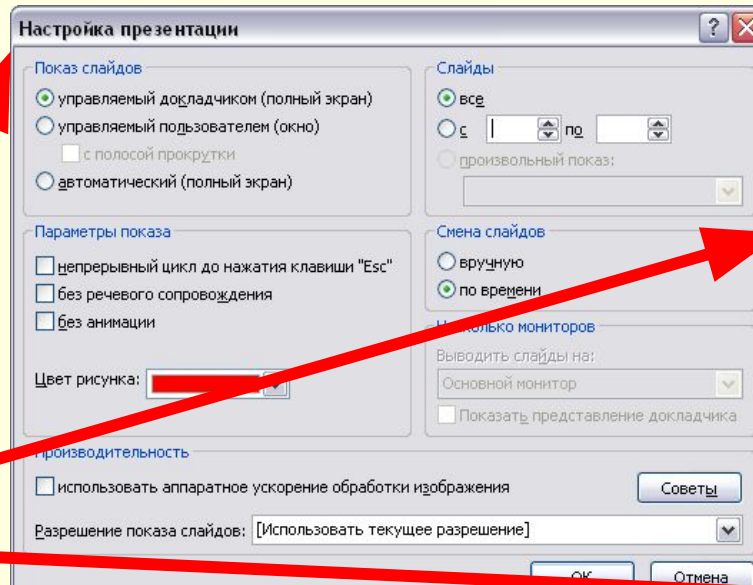 Настройка презентации
Показ слайдов
управляемый докладчиком (полный экран)
управляемый пользователем (окно)
с полосой прокрутки
автоматический (полный экран)
Слайды
все
с по
произвольный показ:
Параметры показа
непрерывный цикл до нажатия клавиши "Esc"
без речевого сопровождения
без анимации
Цвет рисунка:
Смена слайдов
вручную
по времени
Несколько мониторов
Выводить слайды на:
Основной монитор
Показать представление докладчика
Производительность
использовать аппаратное ускорение обработки изображения
Советы
Разрешение показа слайдов: [Использовать текущее разрешение]
ОК Отмена